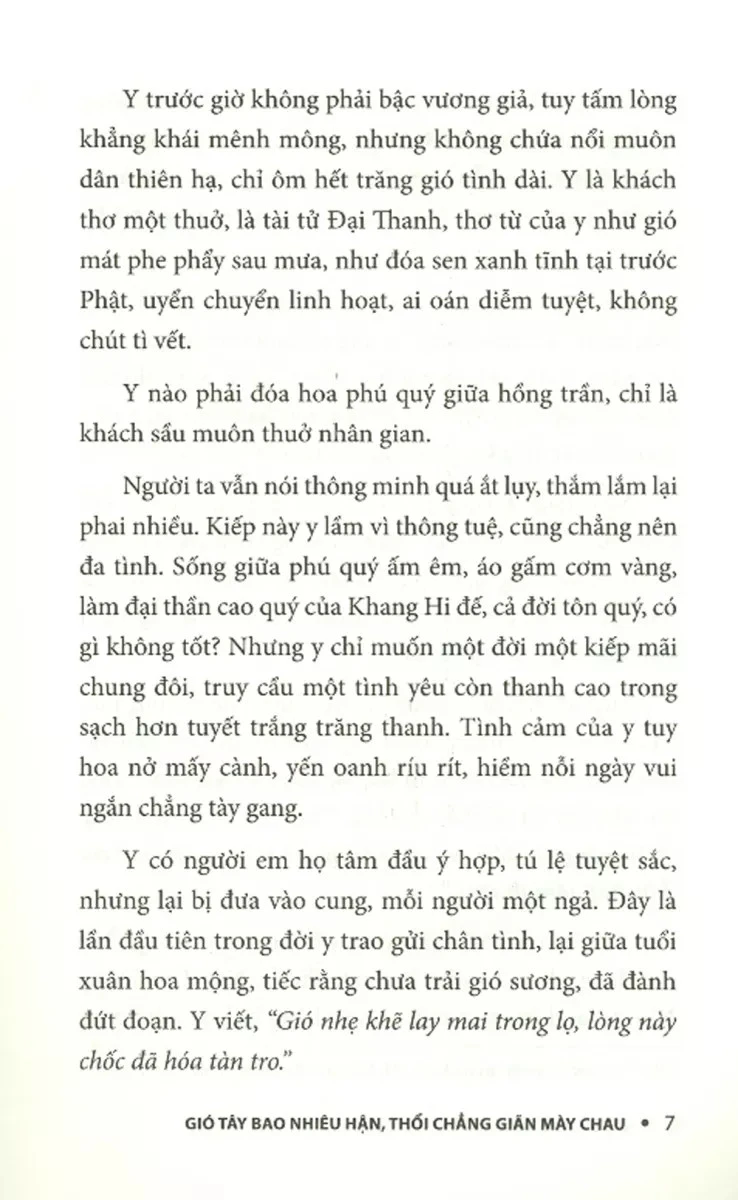 Y trước giờ không phải bậc vương giả, tuy tấm lòng
khẳng khái mênh mông, nhưng không chứa nổi muôn
dân thiên hạ, chỉ ôm hết trăng gió tình dài. Y là khách
thơ một thuở, là tài tử Đại Thanh, thơ từ của y như gió
mát phe phẩy sau mưa, như đóa sen xanh tĩnh tại trước
Phật, uyển chuyển linh hoạt, ai oán diễm tuyệt, không
chút tì vết.
Y nào phải đóa hoa phú quý giữa hồng trần, chỉ là
khách sầu muôn thuở nhân gian.
Người ta vẫn nói thông minh quá ắt lụy, thắm lắm lại
phai nhiều. Kiếp này y lầm vì thông tuệ, cũng chẳng nên
đa tình. Sống giữa phú quý ấm êm, áo gấm cơm vàng,
làm đại thần cao quý của Khang Hi đế, cả đời tôn quý, có
gì không tốt? Nhưng y chỉ muốn một đời một kiếp mãi
chung đôi, truy cầu một tình yêu còn thanh cao trong
sạch hơn tuyết trắng trăng thanh. Tình cảm của y tuy
hoa nở mấy cành, yến oanh ríu rít, hiềm nỗi ngày vui
ngắn chẳng tày gang.
Y có người em họ tâm đầu ý hợp, tú lệ tuyệt sắc,
nhưng lại bị đưa vào cung, mỗi người một ngả. Đây là
lần đầu tiên trong đời y trao gửi chân tình, lại giữa tuổi
xuân hoa mộng, tiếc rằng chưa trải gió sương, đã đành
đứt đoạn. Y viết, “Gió nhẹ khẽ lay mai trong lọ, lòng này
chốc đã hóa tàn tro.”
GIÓ TÂY BAO NHIÊU HẬN, THỔI CHẲNG GIÃN MÀY CHAU • 7